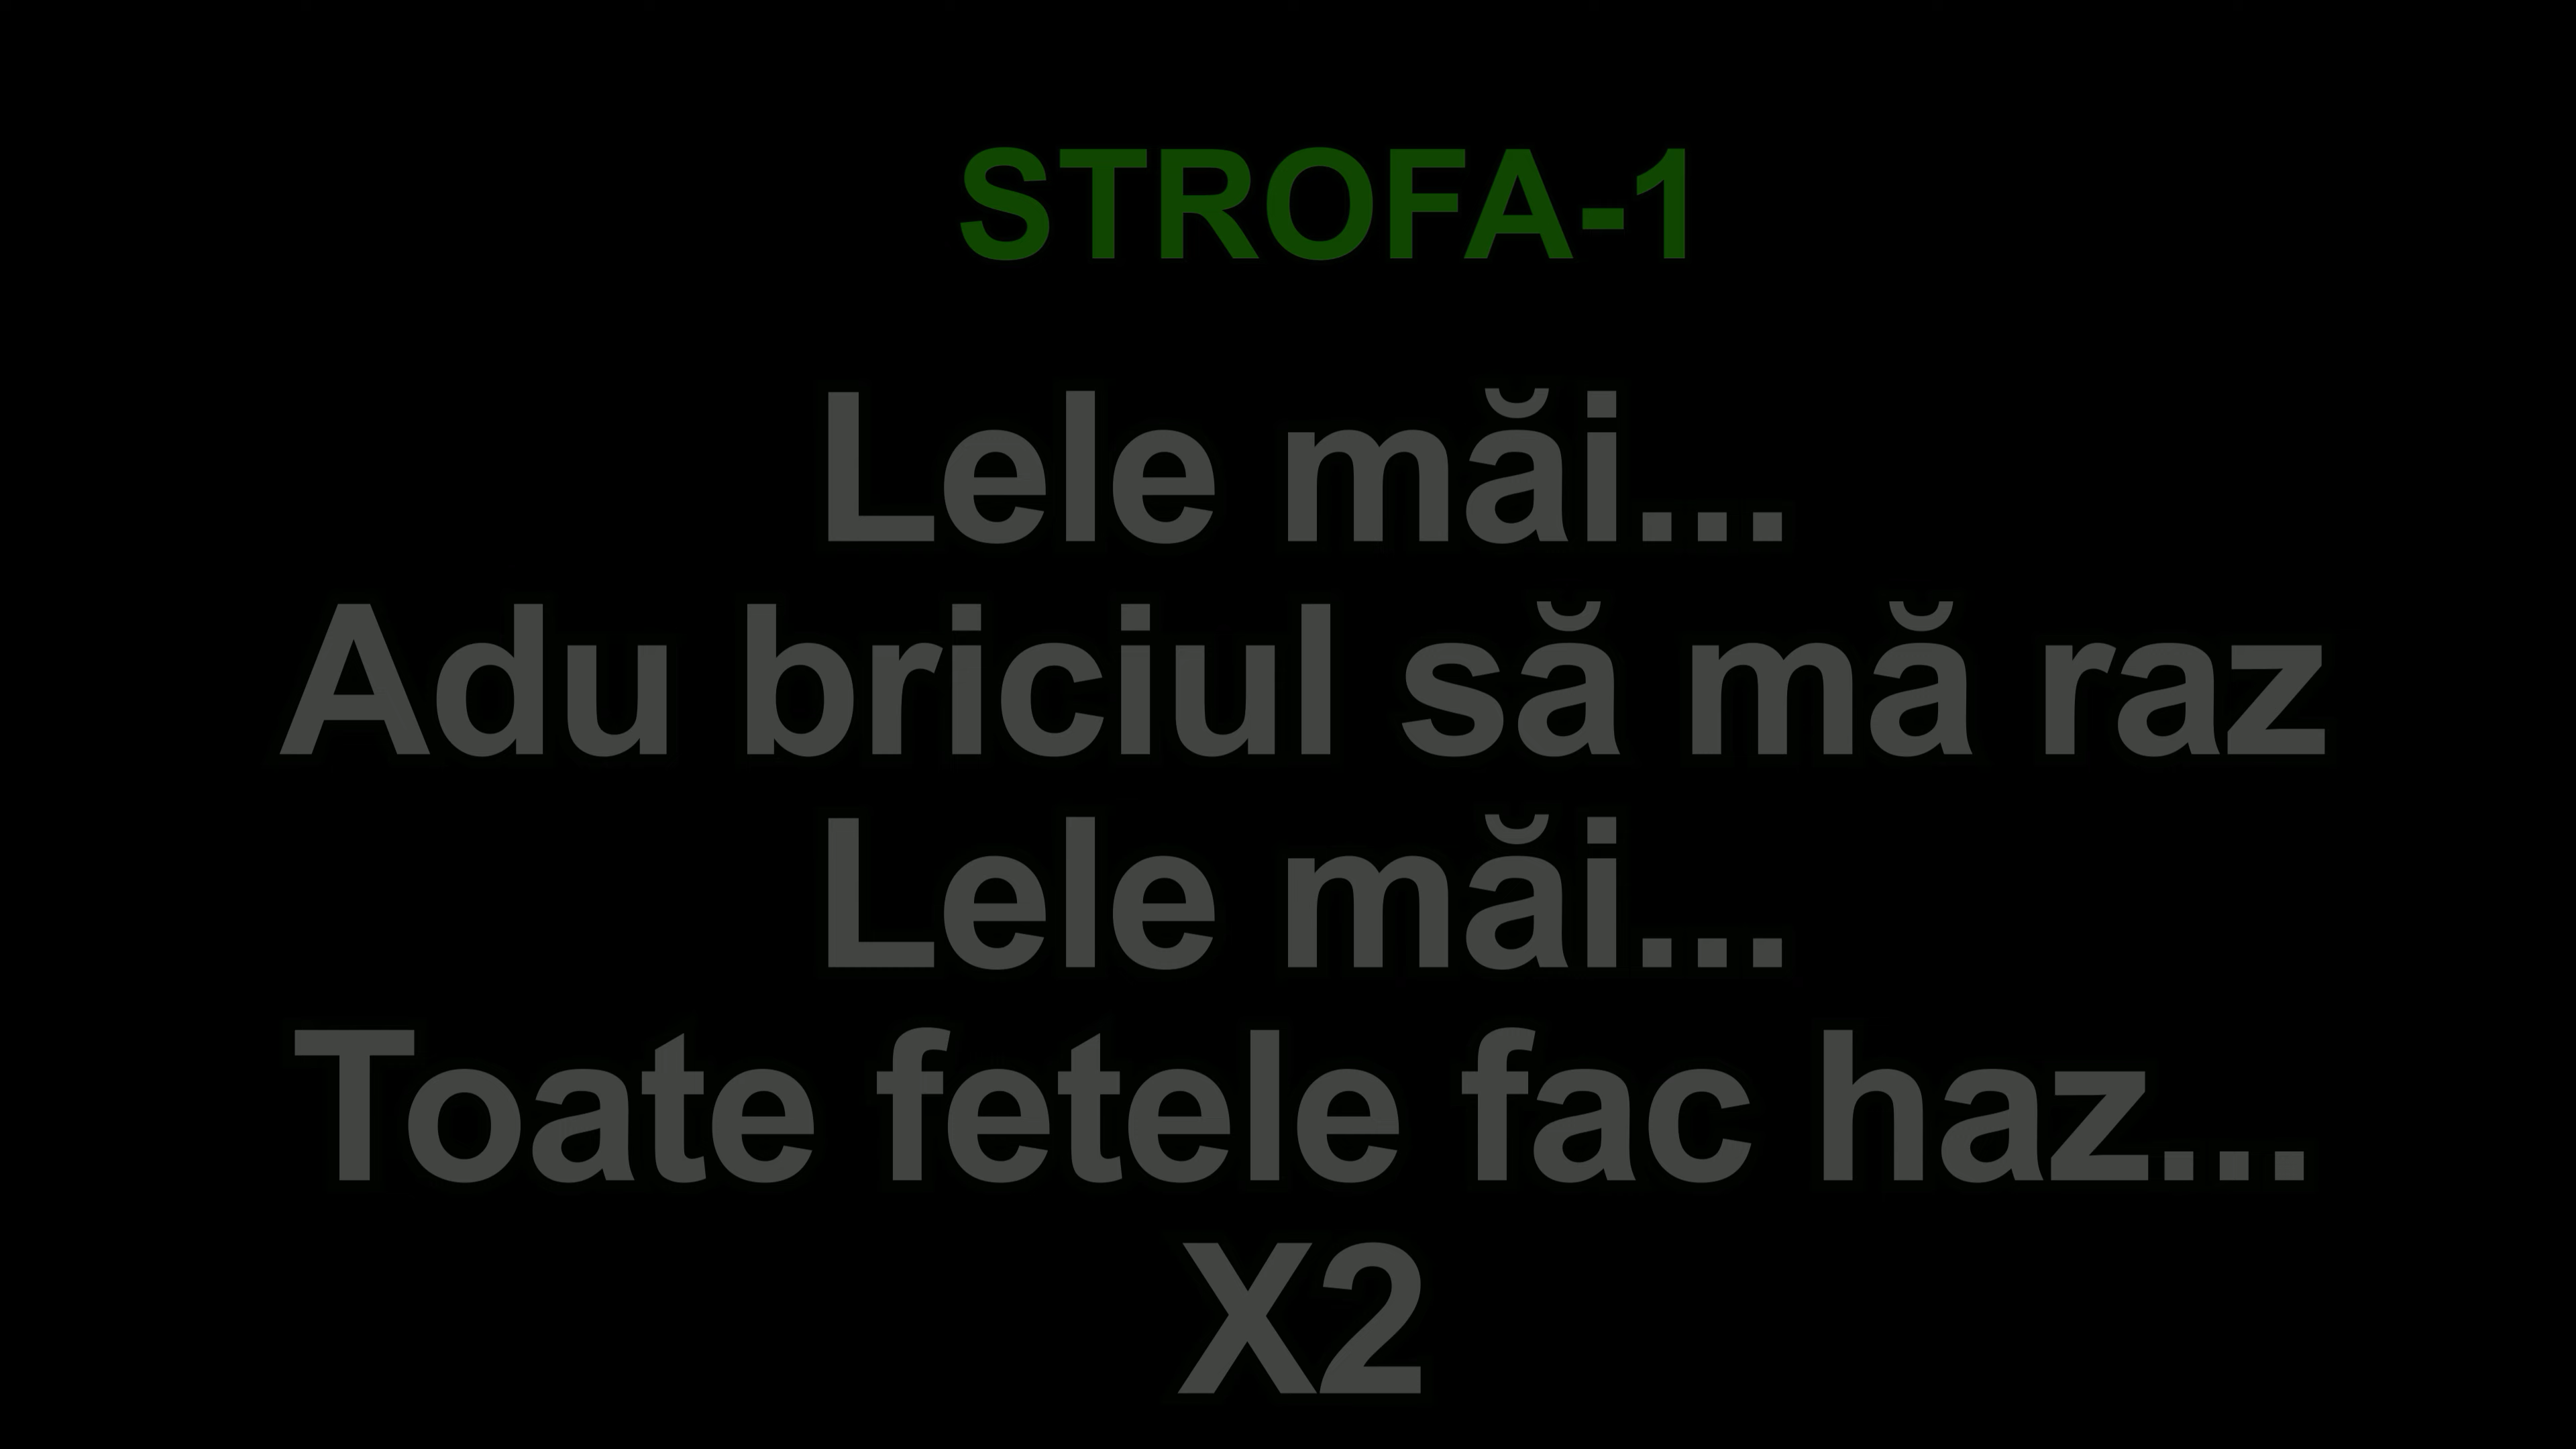 STROFA-1
Lele măi...
Adu briciul să mă raz
Lele măi...
Toate fetele fac haz...
X2